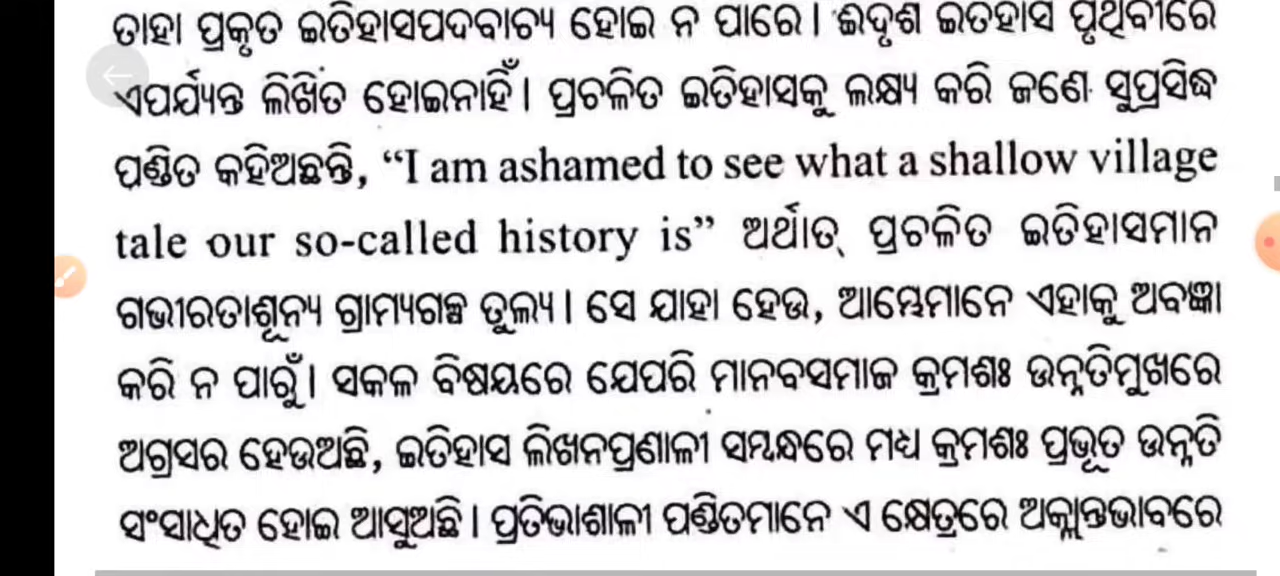 ତାହା ପ୍ରକୃତ ଇତିହାସପଦବାଚ୍ୟ ହୋଇ ନ ପାରେ। ଈଦୃଶ ଇତିହାସ ପୃଥିବୀରେ
ଏପର୍ଯ୍ୟନ୍ତ ଲିଖିତ ହୋଇନାହିଁ। ପ୍ରଚଳିତ ଇତିହାସକୁ ଲକ୍ଷ୍ୟ କରି ଜଣେ ସୁପ୍ରସିଦ୍ଧ
ପଣ୍ଡିତ କହିଅଛନ୍ତି, “I am ashamed to see what a shallow village
tale our so-called history is” ଅର୍ଥାତ୍ ପ୍ରଚଳିତ ଇତିହାସମାନ
ଗଭୀରତାଶୂନ୍ୟ ଗ୍ରାମ୍ୟଗଳ୍ପ ତୁଲ୍ୟ। ସେ ଯାହା ହେଉ, ଆମ୍ଭେମାନେ ଏହାକୁ ଅବଜ୍ଞା
କରି ନ ପାରୁଁ। ସକଳ ବିଷୟରେ ଯେପରି ମାନବସମାଜ କ୍ରମଶଃ ଉନ୍ନତିମୁଖରେ
ଅଗ୍ରସର ହେଉଅଛି, ଇତିହାସ ଲିଖନପ୍ରଣାଳୀ ସମ୍ବନ୍ଧରେ ମଧ୍ୟ କ୍ରମଶଃ ପ୍ରଭୂତ ଉନ୍ନତି
ସଂସାଧିତ ହୋଇ ଆସୁଅଛି। ପ୍ରତିଭାଶାଳୀ ପଣ୍ଡିତମାନେ ଏ କ୍ଷେତ୍ରରେ ଅକ୍ଳାନ୍ତଭାବରେ